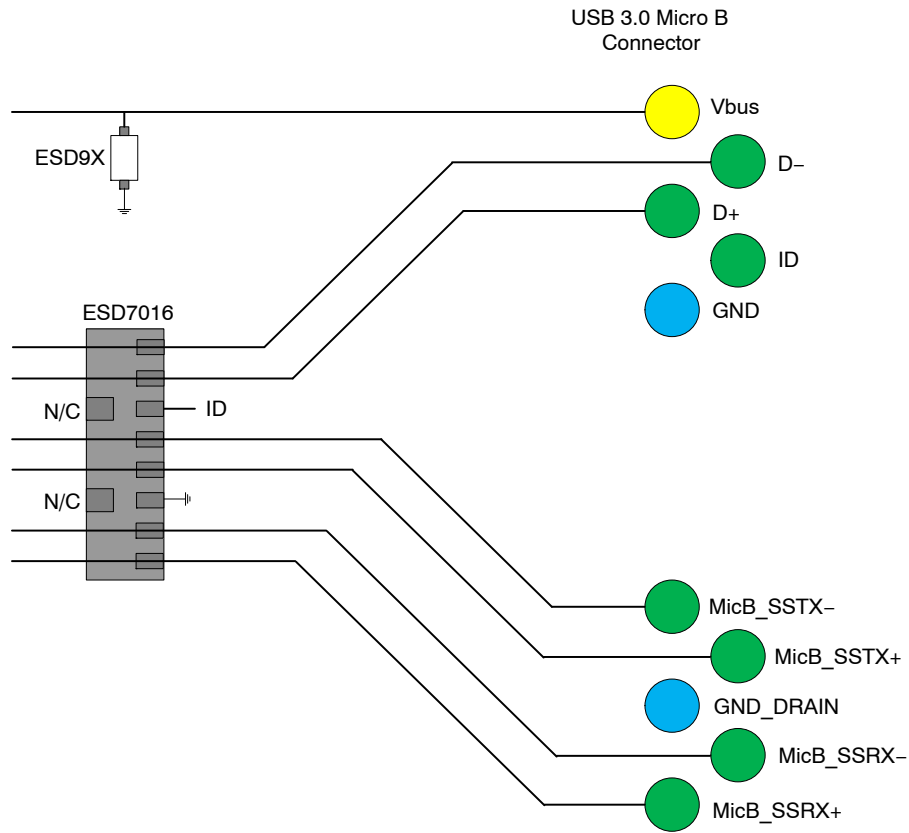 USB 3.0 Micro B
Connector
Vbus
ESD9X
D–
D+
ID
GND
ESD7016
N/C
ID
N/C
MicB_SSTX–
MicB_SSTX+
GND_DRAIN
MicB_SSRX–
MicB_SSRX+